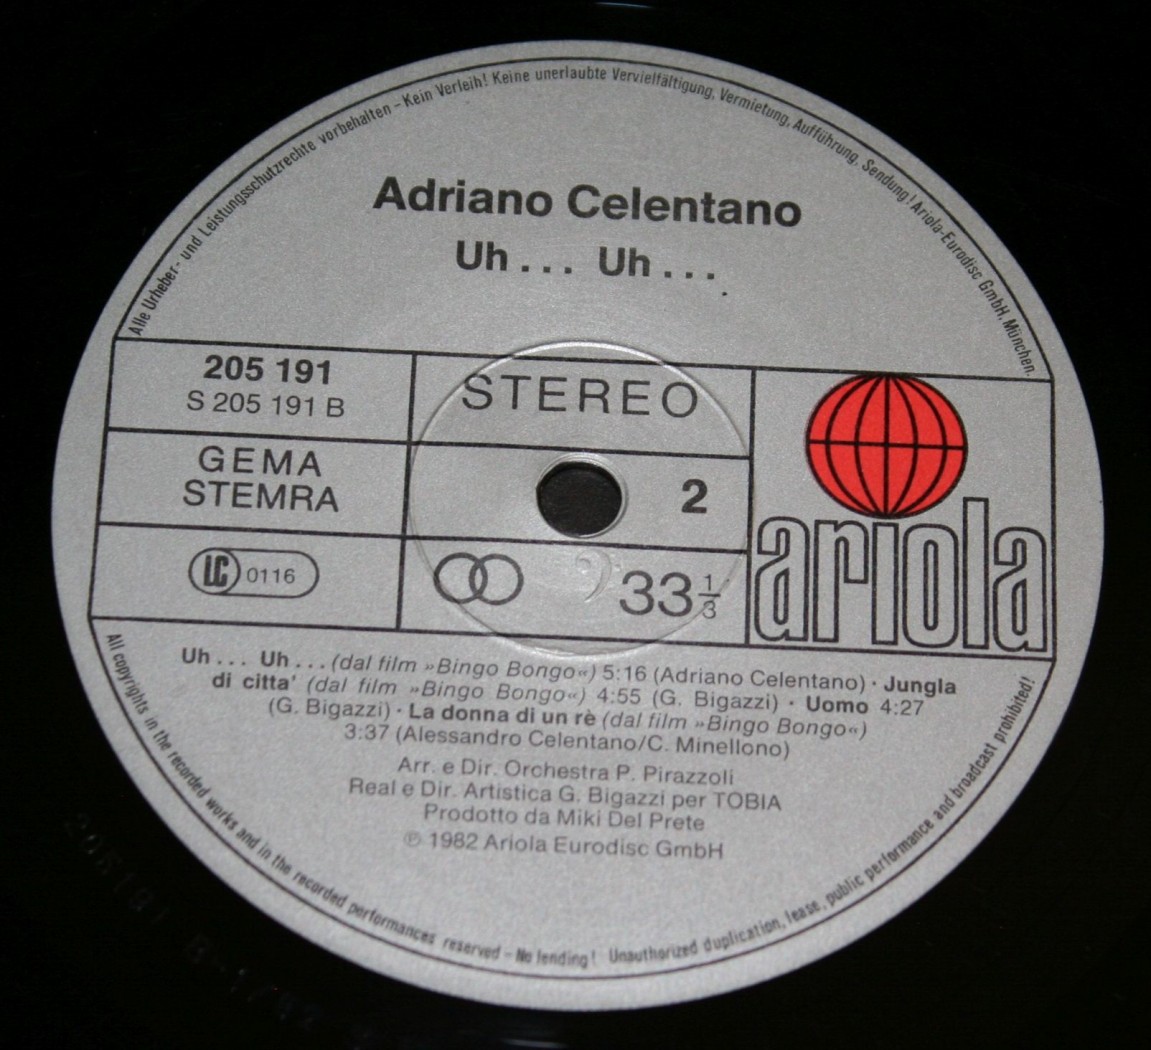 Alle Urheber- und Leistungsschutzrechte vorbehalten – Kein Verleih! Keine unerlaubte Vervielfältigung, Vermietung, Aufführung, Sendung! Ariola-Eurodisc GmbH, München.
Adriano Celentano
Uh... Uh...
205 191
S 205 191 B
STEREO
GEMA
STEMRA
2
LC 0116
33 1/3
ariola
Uh... Uh... (dal film »Bingo Bongo«) 5:16 (Adriano Celentano) · Jungla
di citta' (dal film »Bingo Bongo«) 4:55 (G. Bigazzi) · Uomo 4:27
(G. Bigazzi) · La donna di un rè (dal film »Bingo Bongo«)
3:37 (Alessandro Celentano/C. Minellono)
Arr. e Dir. Orchestra P. Pirazzoli
Real e Dir. Artistica G. Bigazzi per TOBIA
Prodotto da Miki Del Prete
℗ 1982 Ariola Eurodisc GmbH
All copyrights in the recorded works and in the recorded performances reserved – No lending! Unauthorized duplication, lease, public performance and broadcast prohibited!